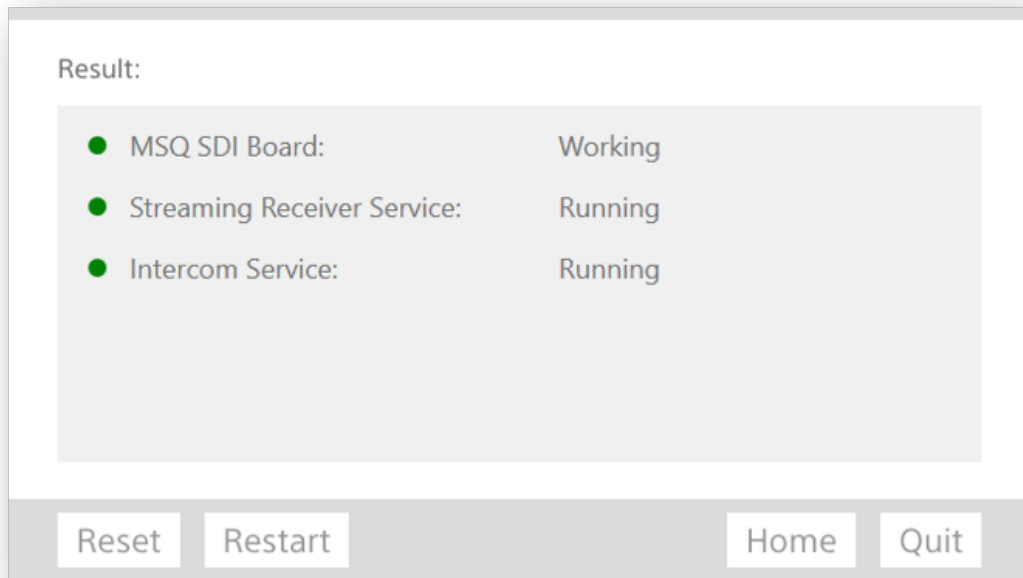 Result:
MSQ SDI Board: Working
Streaming Receiver Service: Running
Intercom Service: Running
Reset Restart Home Quit